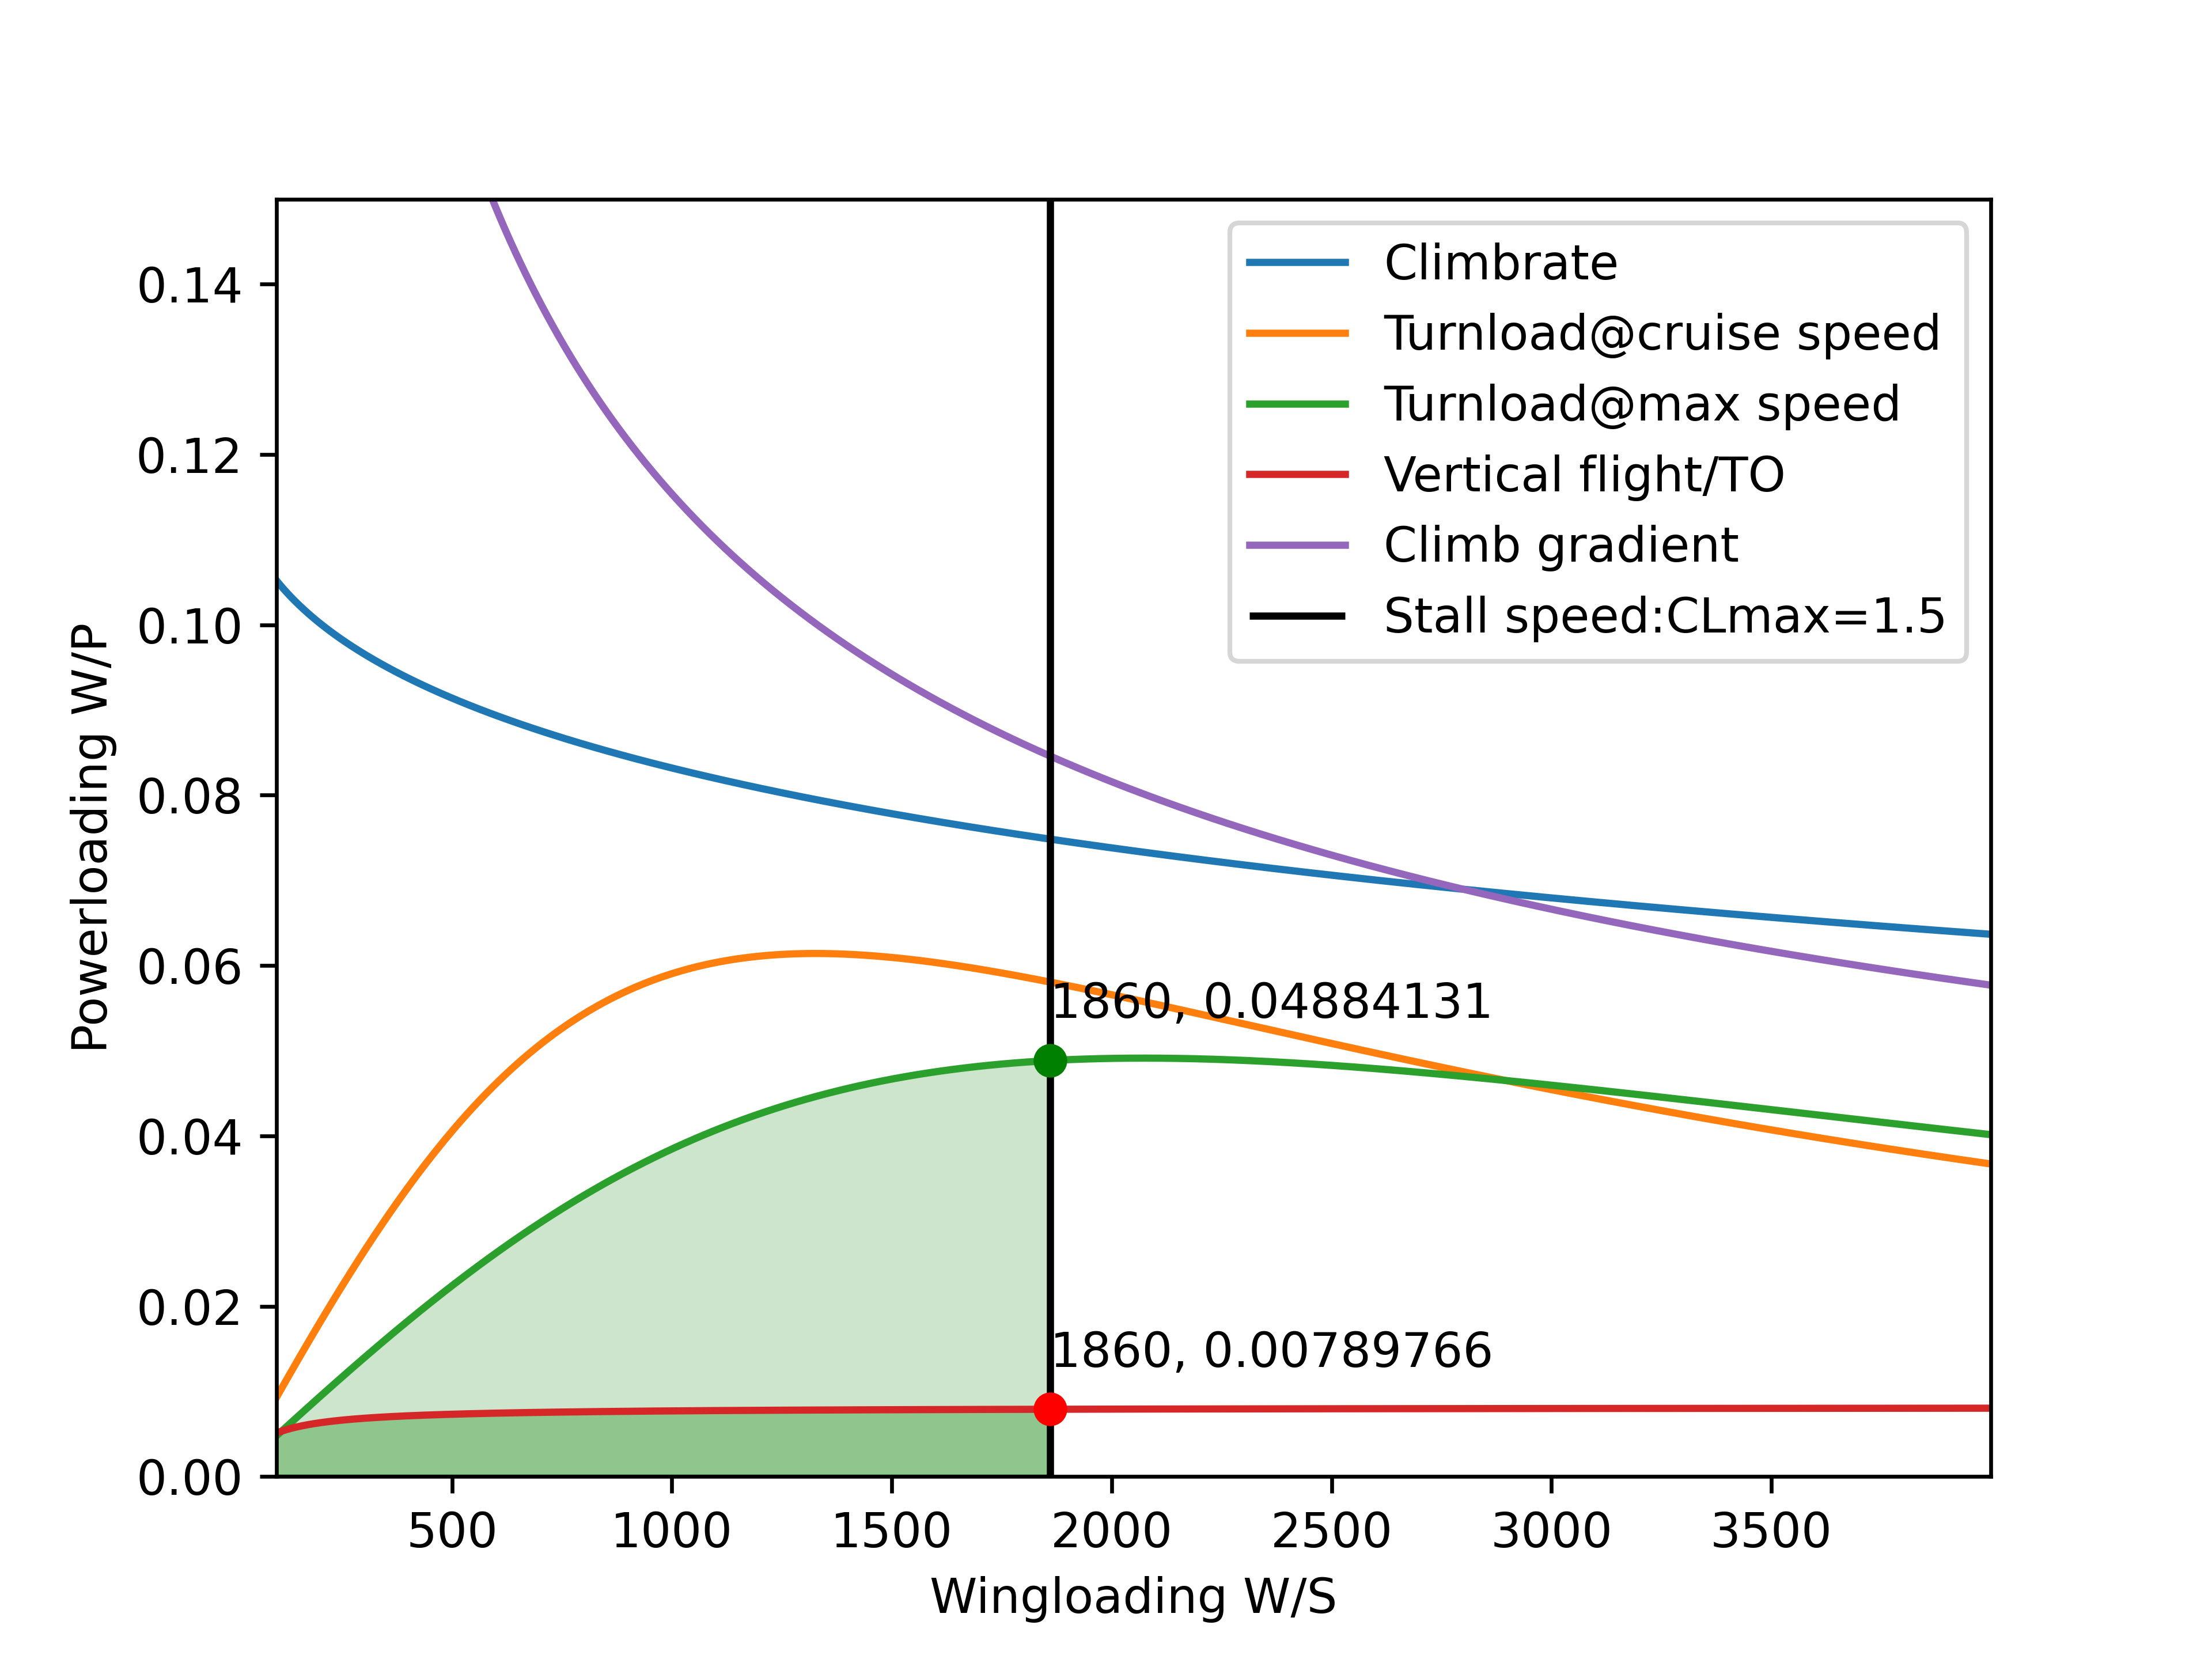 0.14
0.12
0.10
0.08
0.06
0.04
0.02
0.00
Powerloading W/P
Climbrate
Turnload@cruise speed
Turnload@max speed
Vertical flight/TO
Climb gradient
Stall speed:CLmax=1.5
1860, 0.04884131
1860, 0.00789766
500 1000 1500 2000 2500 3000 3500
Wingloading W/S